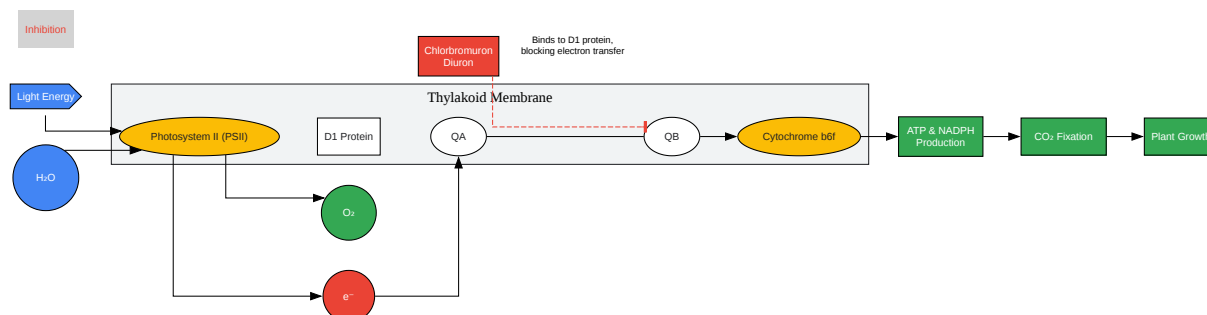 Inhibition
Chlorbromuron
Diuron
Binds to D1 protein,
blocking electron transfer
Light Energy
Thylakoid Membrane
Photosystem II (PSII)
D1 Protein
QA
QB
Cytochrome b6f
ATP & NADPH
Production
CO₂ Fixation
Plant Growth
H₂O
O₂
e⁻